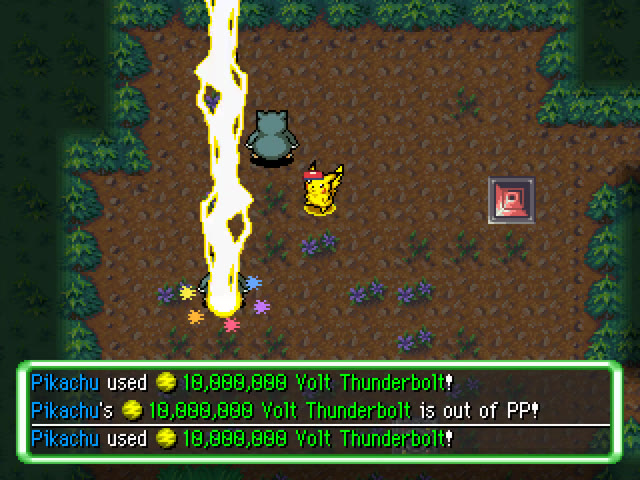 Pikachu used 10,000,000 Volt Thunderbolt!
Pikachu's 10,000,000 Volt Thunderbolt is out of PP!
Pikachu used 10,000,000 Volt Thunderbolt!